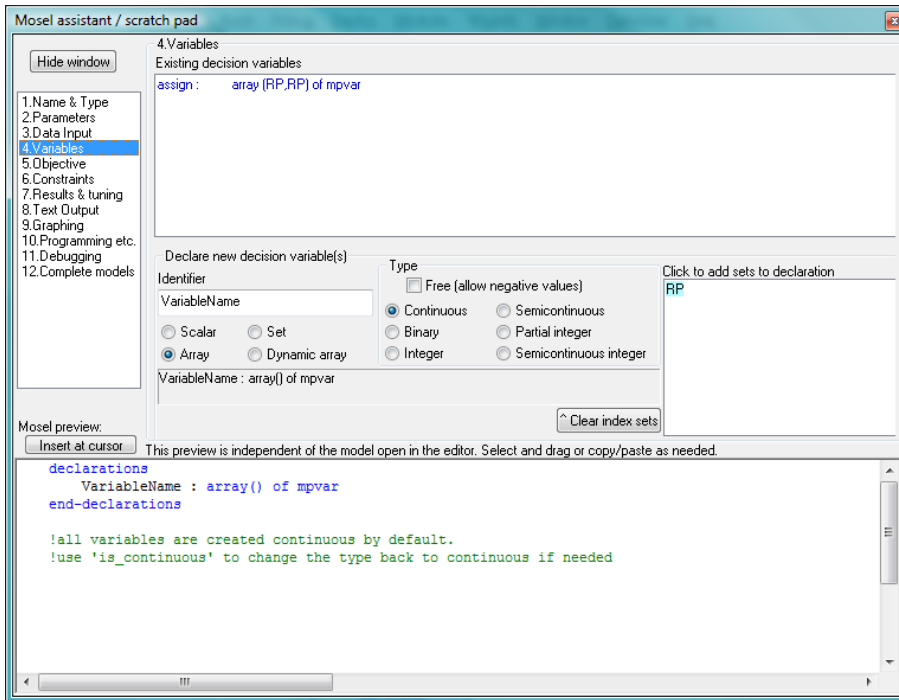 Mosel assistant / scratch pad
Hide window
1.Name & Type
2.Parameters
3.Data Input
4.Variables
5.Objective
6.Constraints
7.Results & tuning
8.Text Output
9.Graphing
10.Programming etc.
11.Debugging
12.Complete models
4.Variables
Existing decision variables
assign : array (RP,RP) of mpvar
Declare new decision variable(s)
Identifier
VariableName
Scalar Set
Array Dynamic array
Type
Free (allow negative values)
Continuous Semicontinuous
Binary Partial integer
Integer Semicontinuous integer
Click to add sets to declaration
RP
VariableName : array() of mpvar
^ Clear index sets
Mosel preview:
Insert at cursor
This preview is independent of the model open in the editor. Select and drag or copy/paste as needed.
declarations
VariableName : array() of mpvar
end-declarations
!all variables are created continuous by default.
!use 'is_continuous' to change the type back to continuous if needed